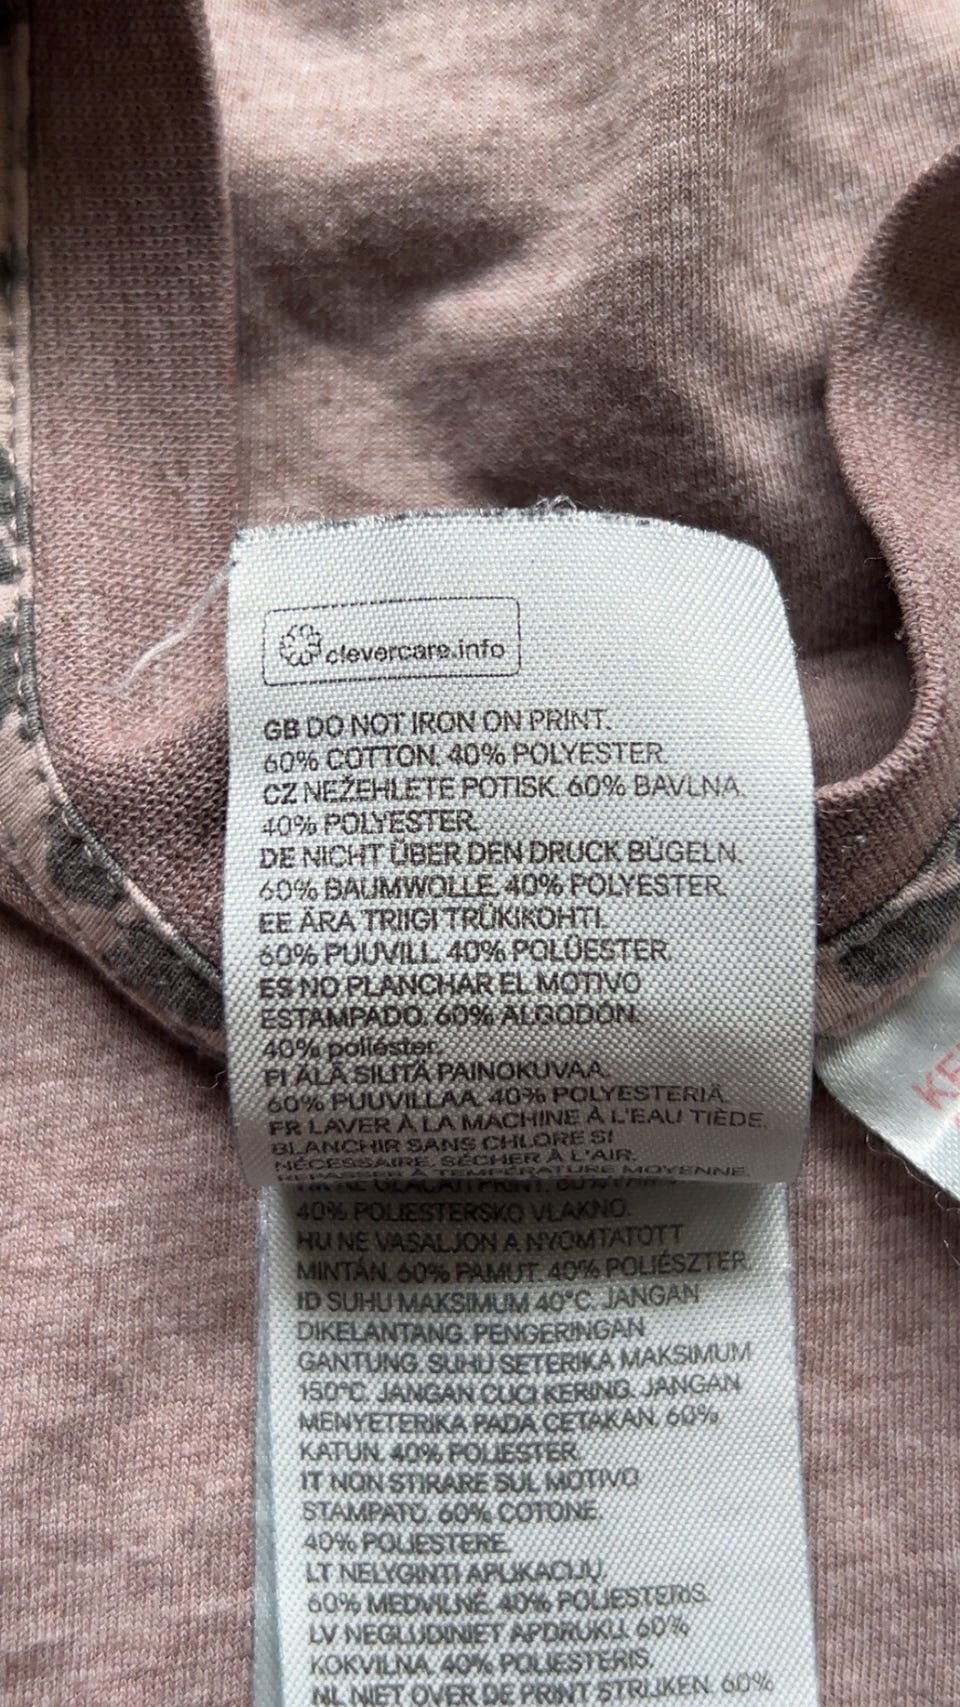 clevercare.info
GB DO NOT IRON ON PRINT.
60% COTTON. 40% POLYESTER.
CZ NEŽEHLETE POTISK. 60% BAVLNA.
40% POLYESTER.
DE NICHT ÜBER DEN DRUCK BÜGELN.
60% BAUMWOLLE. 40% POLYESTER.
EE ÄRA TRIIGI TRÜKIKOHTI.
60% PUUVILL. 40% POLÜESTER.
ES NO PLANCHAR EL MOTIVO
ESTAMPADO. 60% ALGODÓN.
40% poliéster.
FI ÄLÄ SILITÄ PAINOKUVAA.
60% PUUVILLAA. 40% POLYESTERIÄ.
FR LAVER À LA MACHINE À L'EAU TIÈDE.
BLANCHIR SANS CHLORE SI
NÉCESSAIRE. SÉCHER À L'AIR.
REPASSER À TEMPÉRATURE MOYENNE.
40% POLIESTERSKO VLAKNO.
HU NE VASALJON A NYOMTATOTT
MINTÁN. 60% PAMUT. 40% POLIÉSZTER.
ID SUHU MAKSIMUM 40°C. JANGAN
DIKELANTANG. PENGERINGAN
GANTUNG. SUHU SETERIKA MAKSIMUM
150°C. JANGAN CUCI KERING. JANGAN
MENYETERIKA PADA CETAKAN. 60%
KATUN. 40% POLIESTER.
IT NON STIRARE SUL MOTIVO
STAMPATO. 60% COTONE.
40% POLIESTERE.
LT NELYGINTI APLIKACIJŲ.
60% MEDVILNĖ. 40% POLIESTERIS.
LV NEGLUDINIET APDRUKU. 60%
KOKVILNA. 40% POLIESTERIS.
NL NIET OVER DE PRINT STRIJKEN. 60%